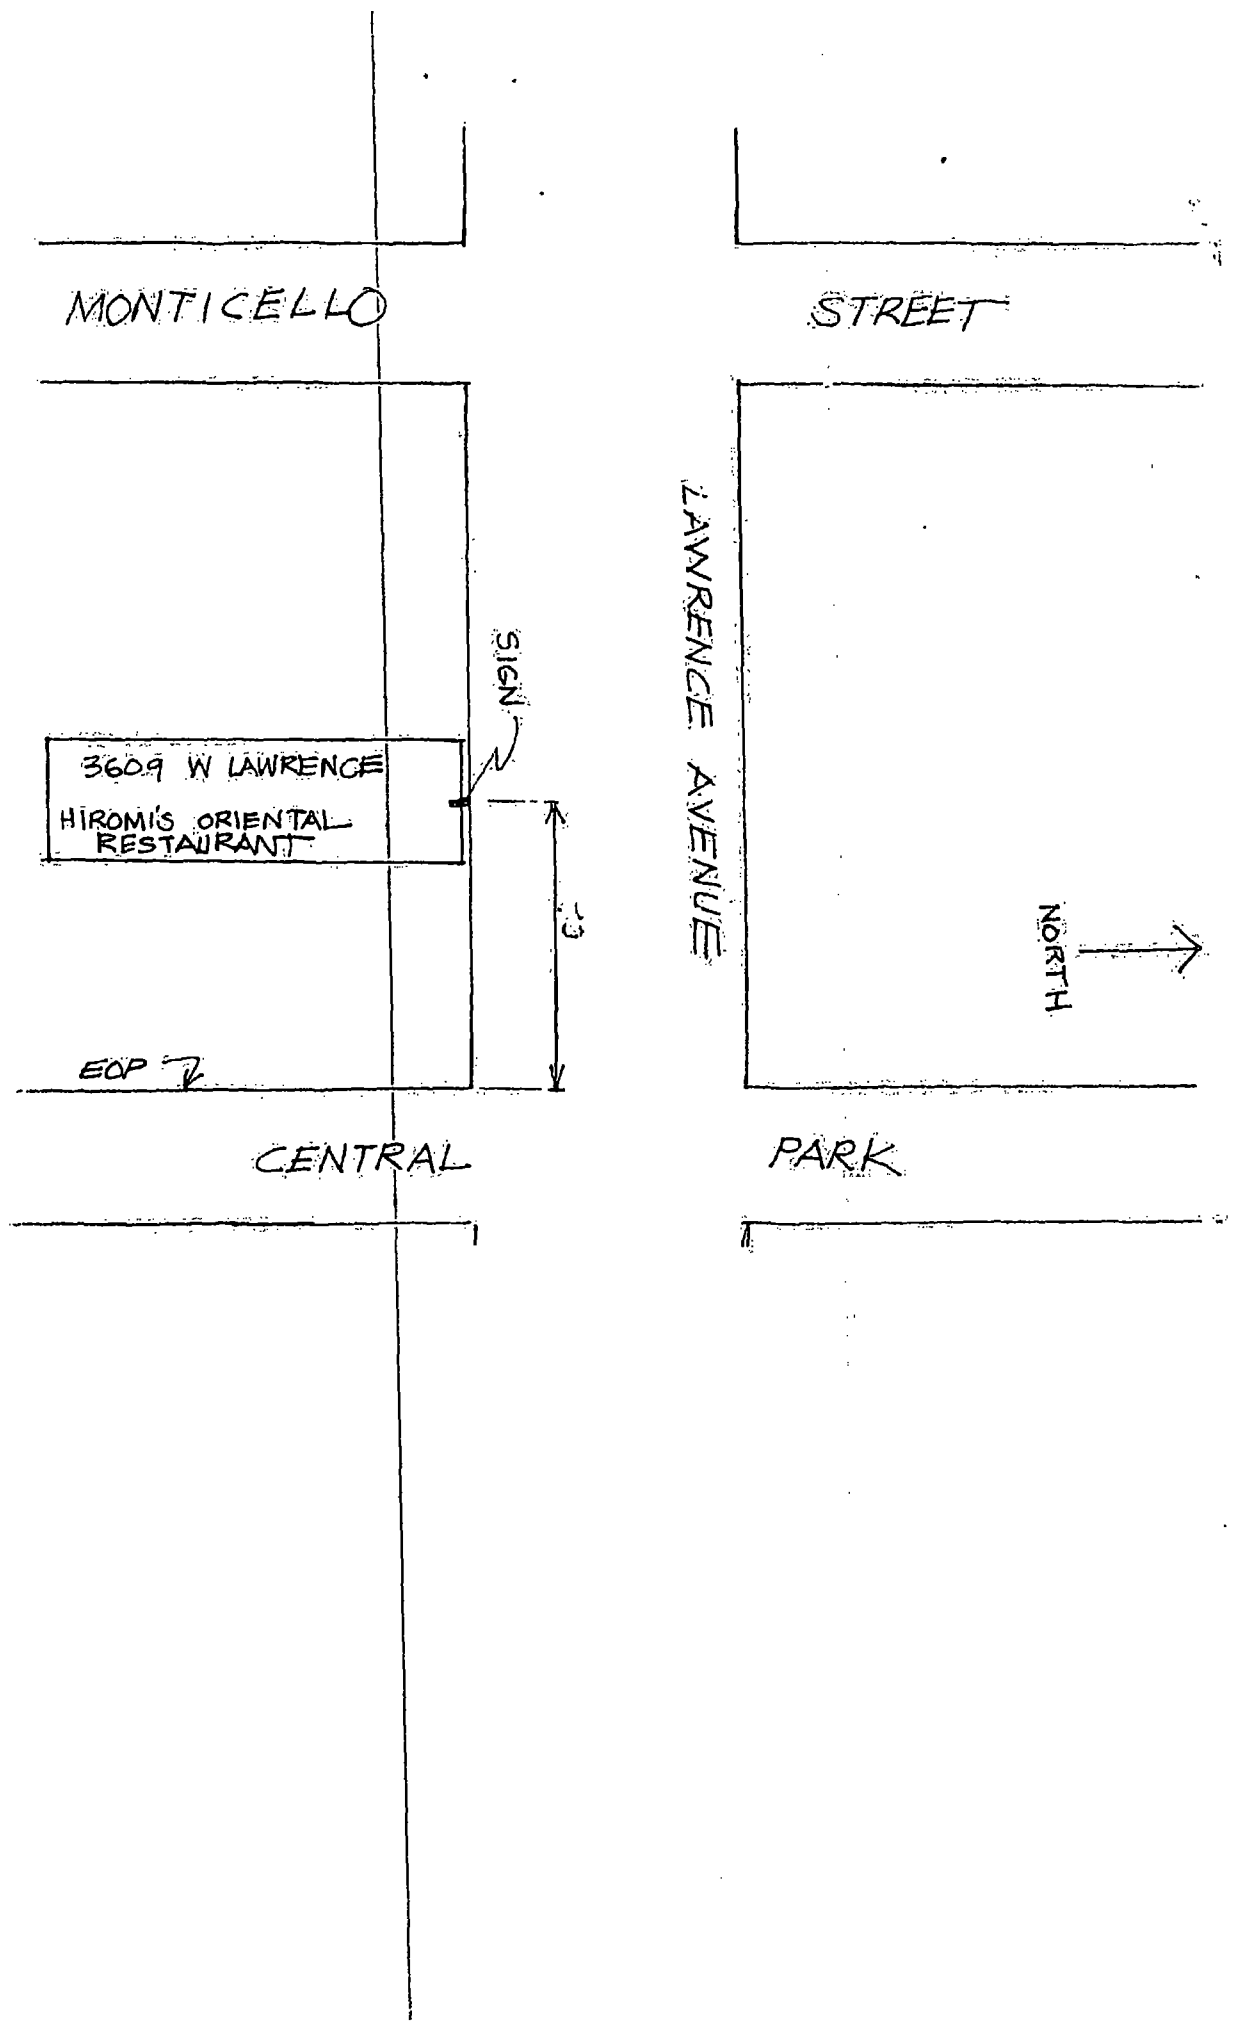 MONTICELLO STREET
LAWRENCE AVENUE
SIGN
3609 W LAWRENCE
HIROMI'S ORIENTAL
RESTAURANT
NORTH
EOP
CENTRAL PARK